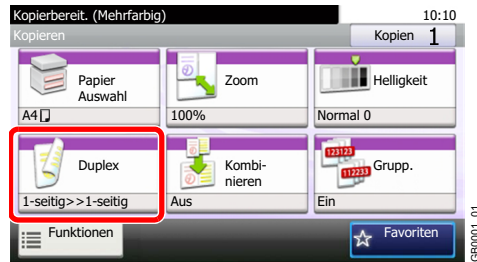 Kopierbereit. (Mehrfarbig)
10:10
Kopieren
Kopien 1
Papier
Auswahl
A4
Zoom
100%
Helligkeit
Normal 0
Duplex
1-seitig>>1-seitig
Kombi-
nieren
Aus
123123
112233
Grupp.
Ein
Funktionen
Favoriten
GB0001_01